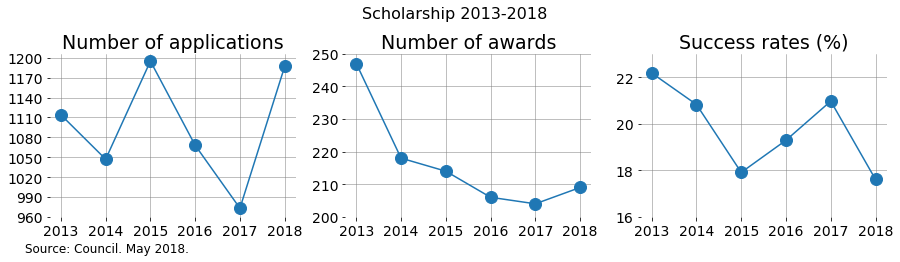 Scholarship 2013-2018
Number of applications
1200
1170
1140
1110
1080
1050
1020
990
960
2013 2014 2015 2016 2017 2018
Number of awards
250
240
230
220
210
200
2013 2014 2015 2016 2017 2018
Success rates (%)
22
20
18
16
2013 2014 2015 2016 2017 2018
Source: Council. May 2018.